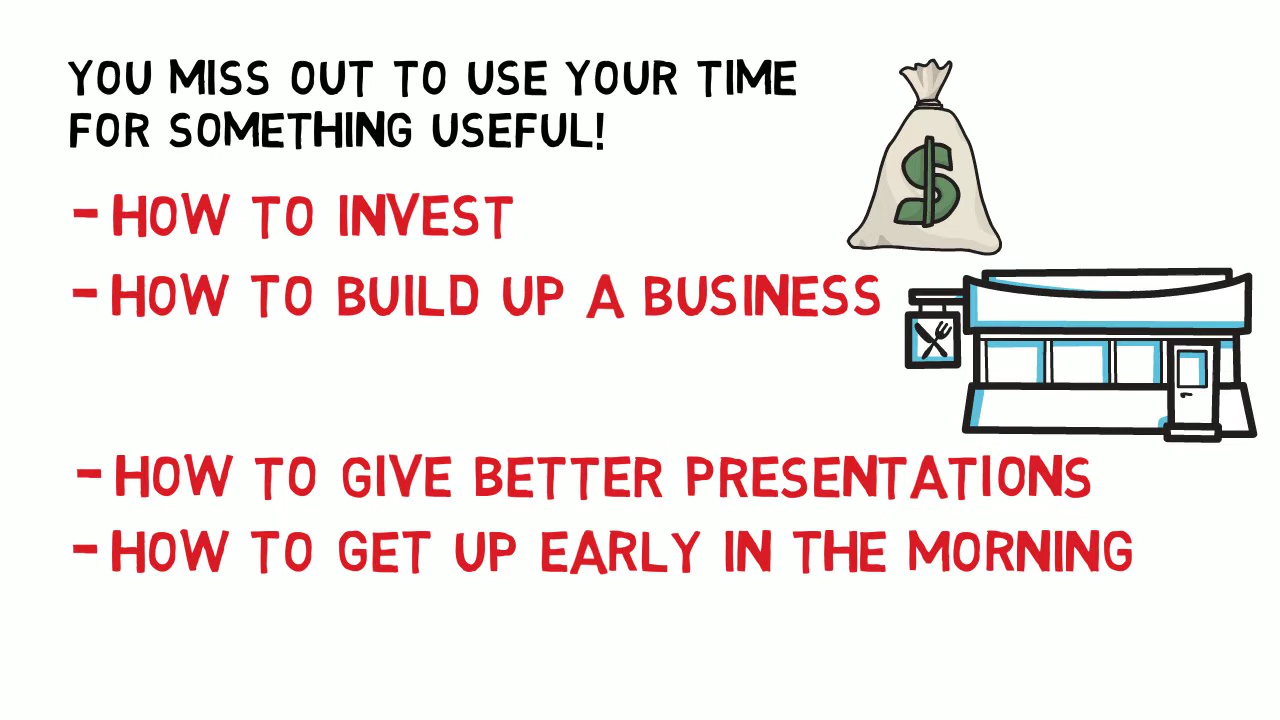 YOU MISS OUT TO USE YOUR TIME
FOR SOMETHING USEFUL!
- HOW TO INVEST
- HOW TO BUILD UP A BUSINESS
- HOW TO GIVE BETTER PRESENTATIONS
- HOW TO GET UP EARLY IN THE MORNING